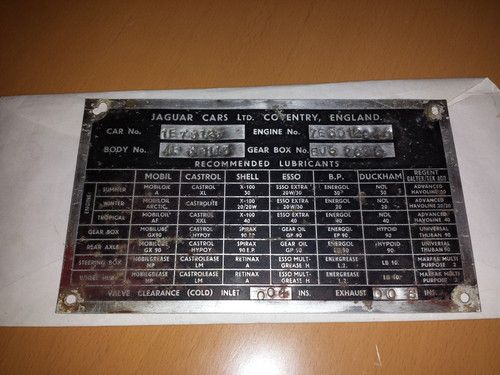 JAGUAR CARS LTD. COVENTRY, ENGLAND.
CAR No. ENGINE No.
BODY No. GEAR BOX No.
RECOMMENDED LUBRICANTS
MOBIL CASTROL SHELL ESSO B.P. DUCKHAM REGENT
ENGINE SUMMER MOBILOIL A CASTROL XL X-100 30 ESSO EXTRA 20W/30 ENERGOL 30 NOL 30 ADVANCED HAVOLINE 30
WINTER MOBILOIL ARCTIC CASTROLITE X-100 20/20W ESSO EXTRA 20W/30 ENERGOL 20 NOL 20 ADVANCED HAVOLINE 20/20
TROPICAL MOBILOIL AF CASTROL XXL X-100 40 ESSO EXTRA 40 ENERGOL 40 NOL 40 ADVANCED HAVOLINE 40
GEAR BOX MOBILUBE GX90 CASTROL HYPOY SPIRAX 90 EP GEAR OIL GP 90 ENERGOL EP 90 HYPOID 90 UNIVERSAL THUBAN 90
REAR AXLE MOBILUBE GX 90 CASTROL HYPOY SPIRAX 90 E.P. GEAR OIL GP 90 ENERGOL EP 90 HYPOID 90 UNIVERSAL THUBAN 90
STEERING BOX MOBILGREASE MP CASTROLEASE LM RETINAX A ESSO MULT-GREASE H ENERGREASE L.2. LB 10. MARFAK MULTI PURPOSE 2
MOBILGREASE MP CASTROLEASE LM RETINAX A ESSO MULT-GREASE H ENERGREASE L.2. LB 10. MARFAK MULTI PURPOSE 2
VALVE CLEARANCE (COLD) INLET .004 INS. EXHAUST INS.